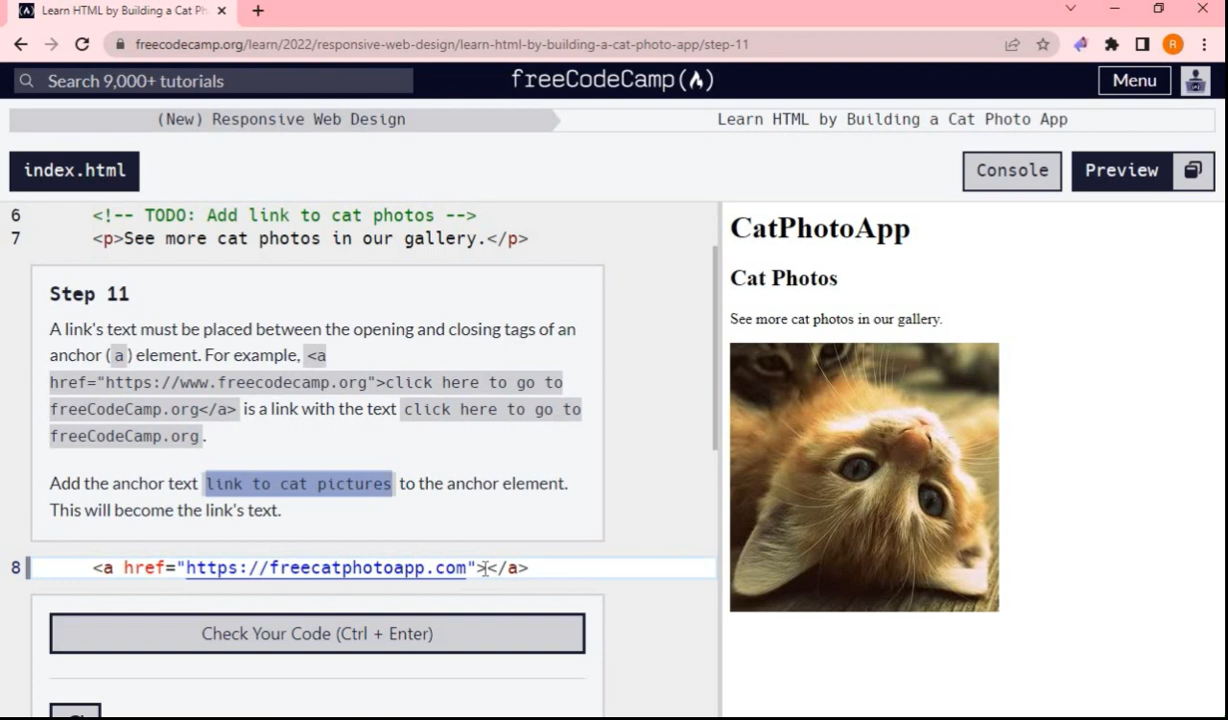 Learn HTML by Building a Cat Ph
freecodecamp.org/learn/2022/responsive-web-design/learn-html-by-building-a-cat-photo-app/step-11
R
Search 9,000+ tutorials
freeCodeCamp
Menu
(New) Responsive Web Design
Learn HTML by Building a Cat Photo App
index.html
Console
Preview
6 <!-- TODO: Add link to cat photos -->
7 <p>See more cat photos in our gallery.</p>
Step 11
A link's text must be placed between the opening and closing tags of an
anchor (a) element. For example, <a
href="https://www.freecodecamp.org">click here to go to
freeCodeCamp.org</a> is a link with the text click here to go to
freeCodeCamp.org.
Add the anchor text link to cat pictures to the anchor element.
This will become the link's text.
8 <a href="https://freecatphotoapp.com"></a>
Check Your Code (Ctrl + Enter)
CatPhotoApp
Cat Photos
See more cat photos in our gallery.